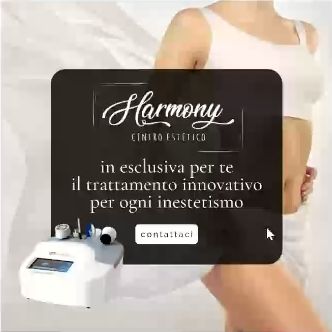 Harmony
CENTRO ESTETICO
in esclusiva per te
il trattamento innovativo
per ogni inestetismo
contattaci